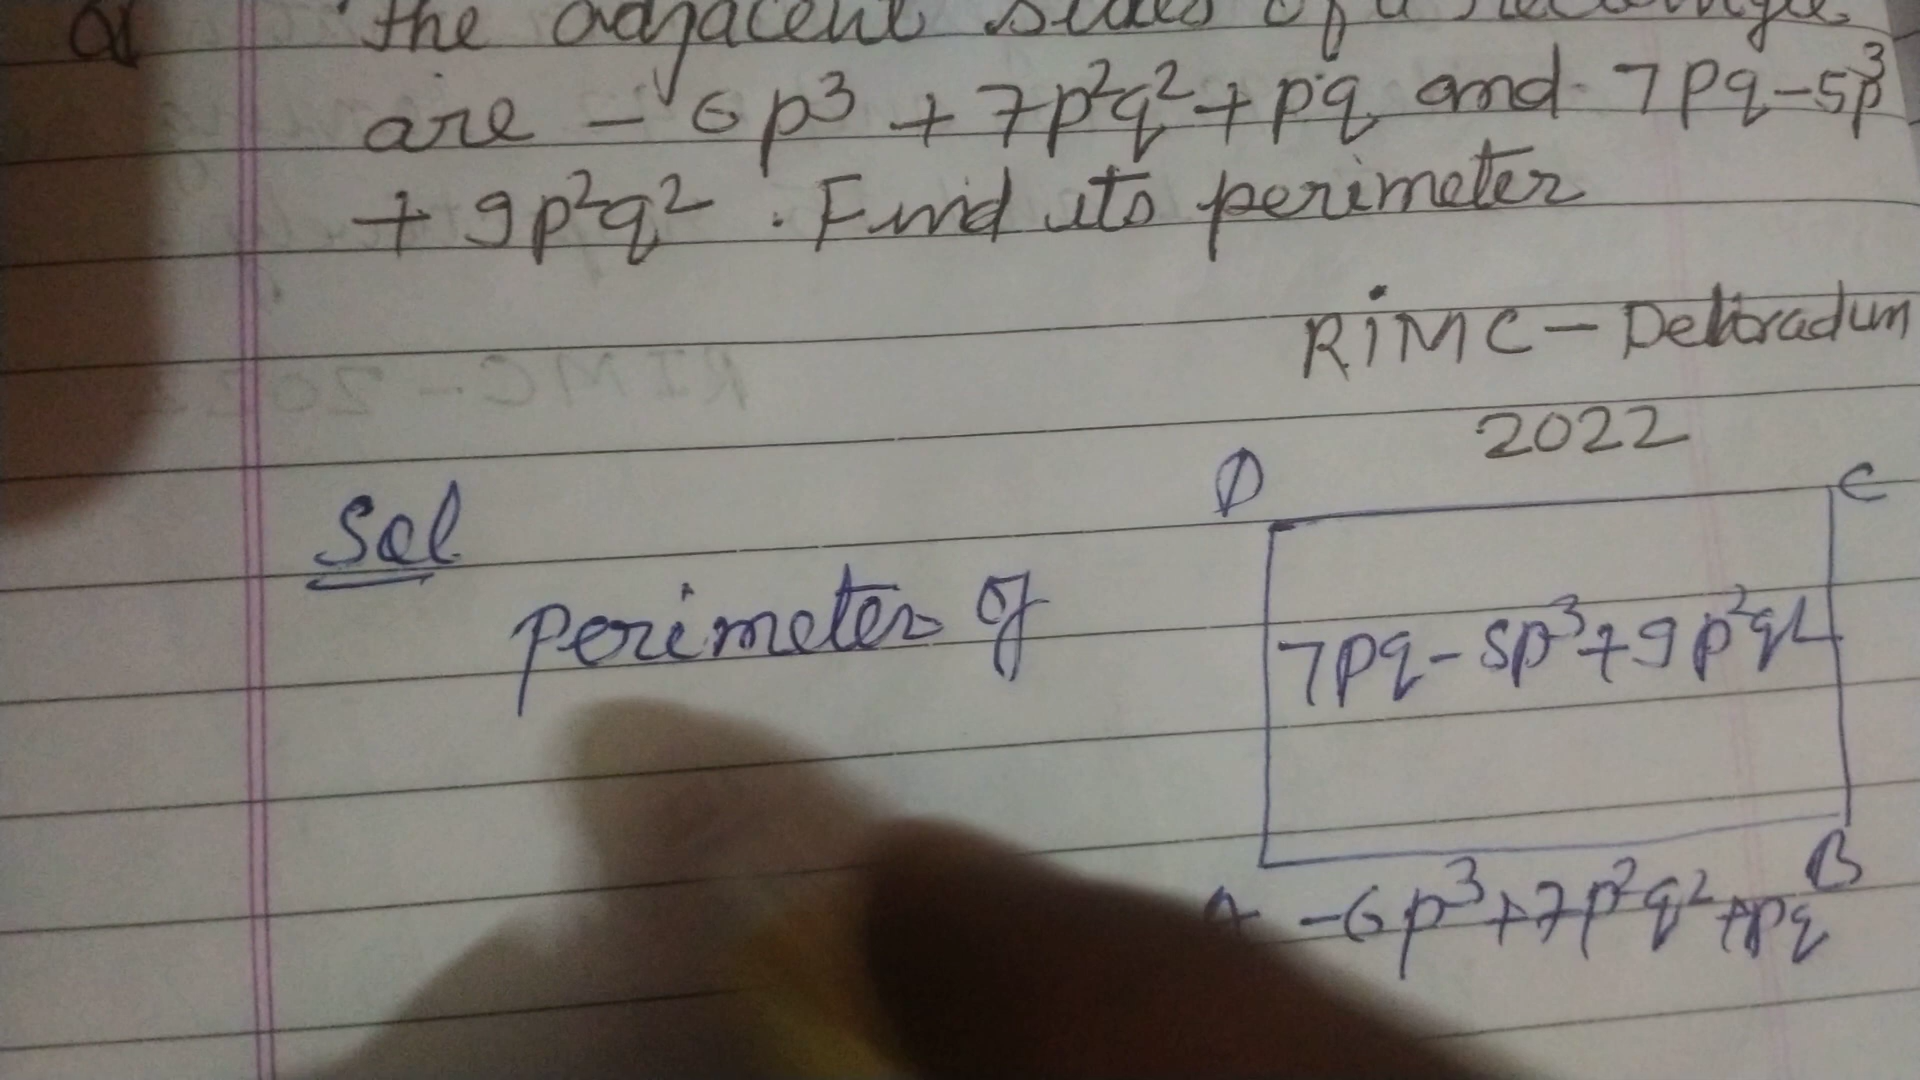 Q1 the adjacent sides of a rectangle
are - 6p³ + 7p²q² + pq and 7pq - 5p³
+ 9p²q² . Find its perimeter
RiMC - Dehradun
2022
Sol
D C
perimeter of
7pq - 5p³ + 9p²q²
A B
-6p³ + 7p²q² + pq